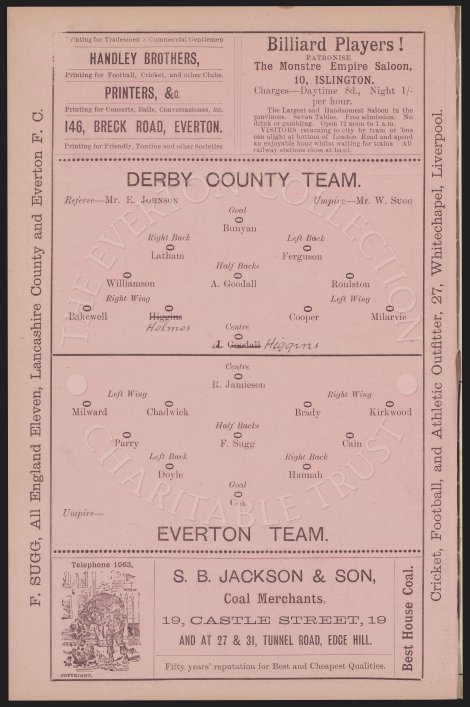 Printing for Tradesmen & Commercial Gentlemen
HANDLEY BROTHERS,
Printing for Football, Cricket, and other Clubs.
PRINTERS, &c.
Printing for Concerts, Balls, Conversaziones, &c.
146, BRECK ROAD, EVERTON.
Printing for Friendly, Tontine and other Societies
Billiard Players!
PATRONISE
The Monstre Empire Saloon,
10, ISLINGTON.
Charges—Daytime 8d., Night 1/-
per hour.
The Largest and Handsomest Saloon in the
provinces. Seven Tables. Free admission. No
drink or gambling. Open 12 noon to 1 a.m.
VISITORS returning to city by tram or bus
can alight at bottom of London Road and spend
an enjoyable hour whilst waiting for trains All
railway stations close at hand.
F. SUGG, All England Eleven, Lancashire County and Everton F. C.
DERBY COUNTY TEAM.
Referee—Mr. E. Johnson
Umpire—Mr. W. Sugg
Goal
Bunyan
Right Back
Left Back
Latham
Ferguson
Half Backs
Williamson
A. Goodall
Roulston
Right Wing
Left Wing
Bakewell
Higgins
Cooper
Milarvie
Holmes
Centre
J. Goodall Higgins
Centre
R. Jamieson
Left Wing
Right Wing
Milward
Chadwick
Brady
Kirkwood
Half Backs
Parry
F. Sugg
Cain
Left Back
Right Back
Doyle
Hannah
Goal
Cox
Umpire—
EVERTON TEAM.
Cricket, Football, and Athletic Outfitter, 27, Whitechapel, Liverpool.
Telephone 1063.
COPYRIGHT.
S. B. JACKSON & SON,
Coal Merchants.
19, CASTLE STREET, 19
AND AT 27 & 31, TUNNEL ROAD, EDGE HILL.
Fifty years' reputation for Best and Cheapest Qualities.
Best House Coal.
THE EVERTON COLLECTION
CHARITABLE TRUST